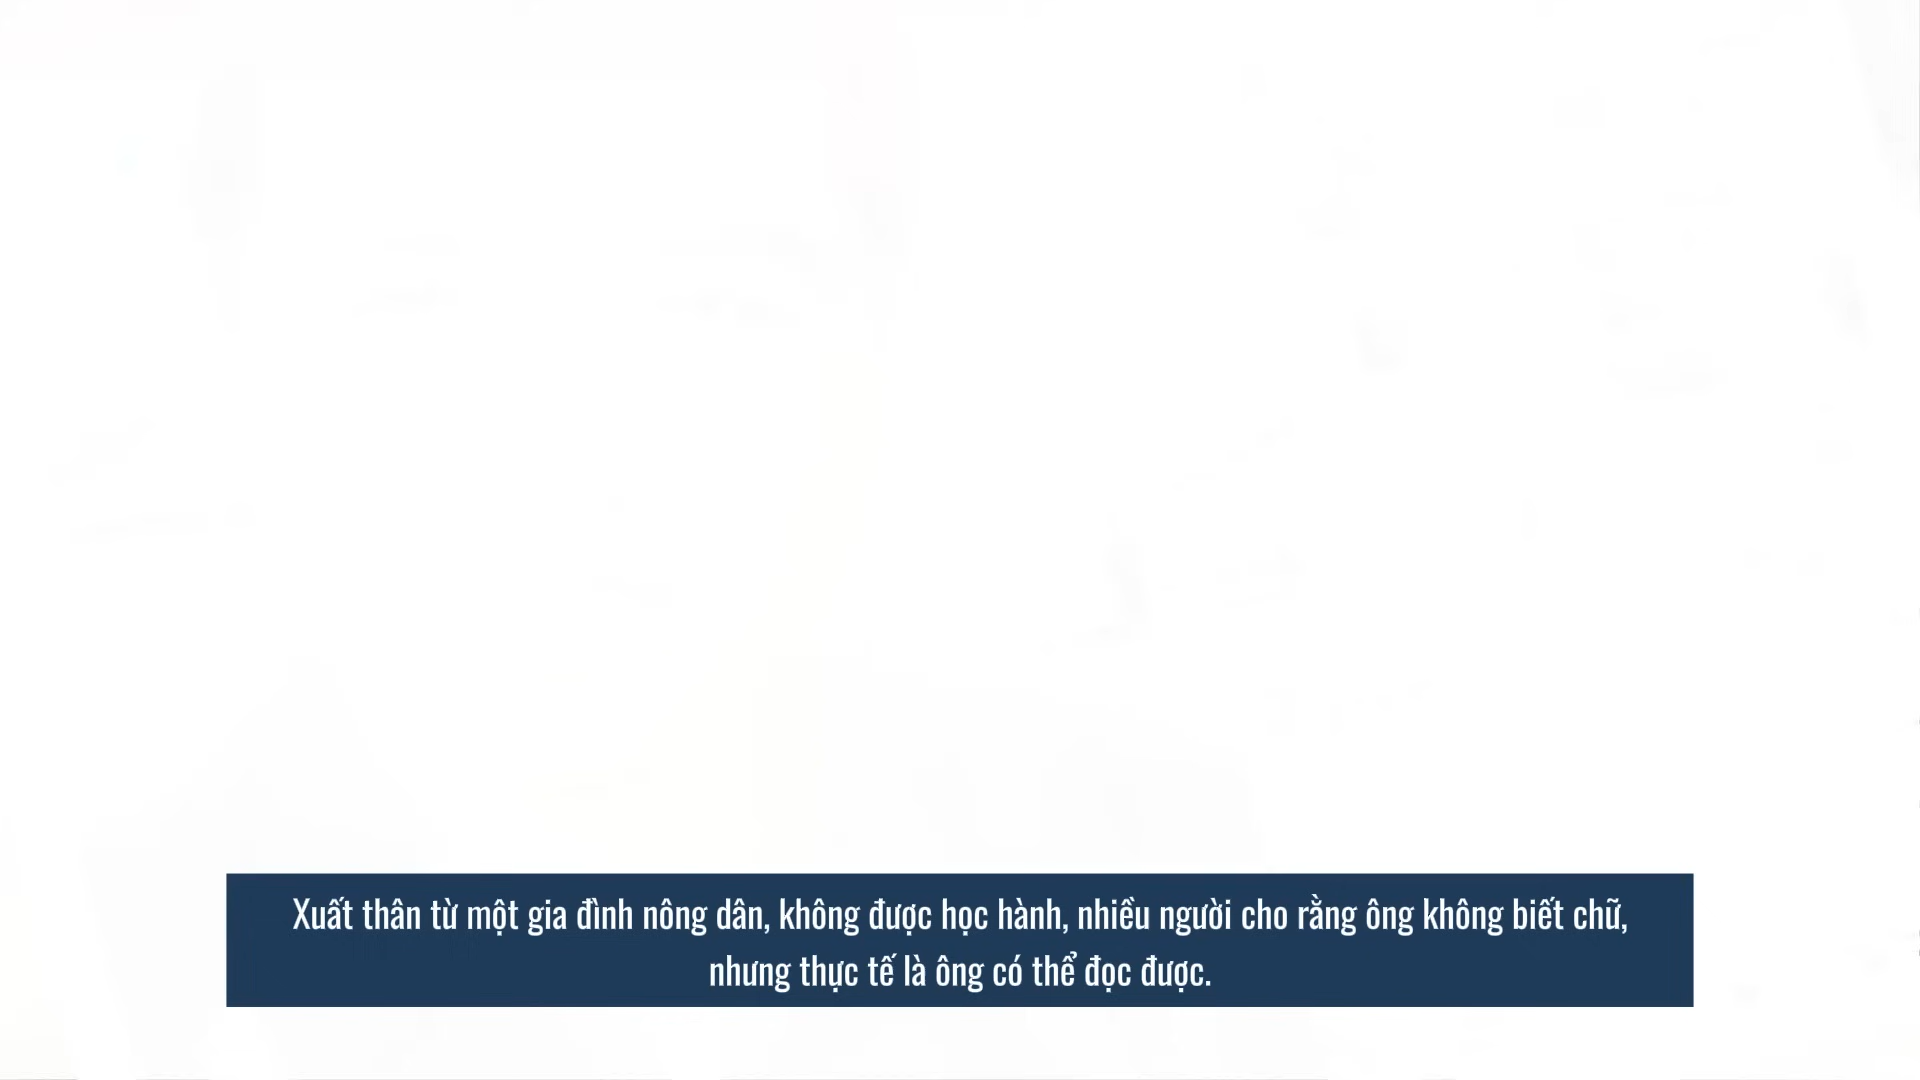 Xuất thân từ một gia đình nông dân, không được học hành, nhiều người cho rằng ông không biết chữ,
nhưng thực tế là ông có thể đọc được.